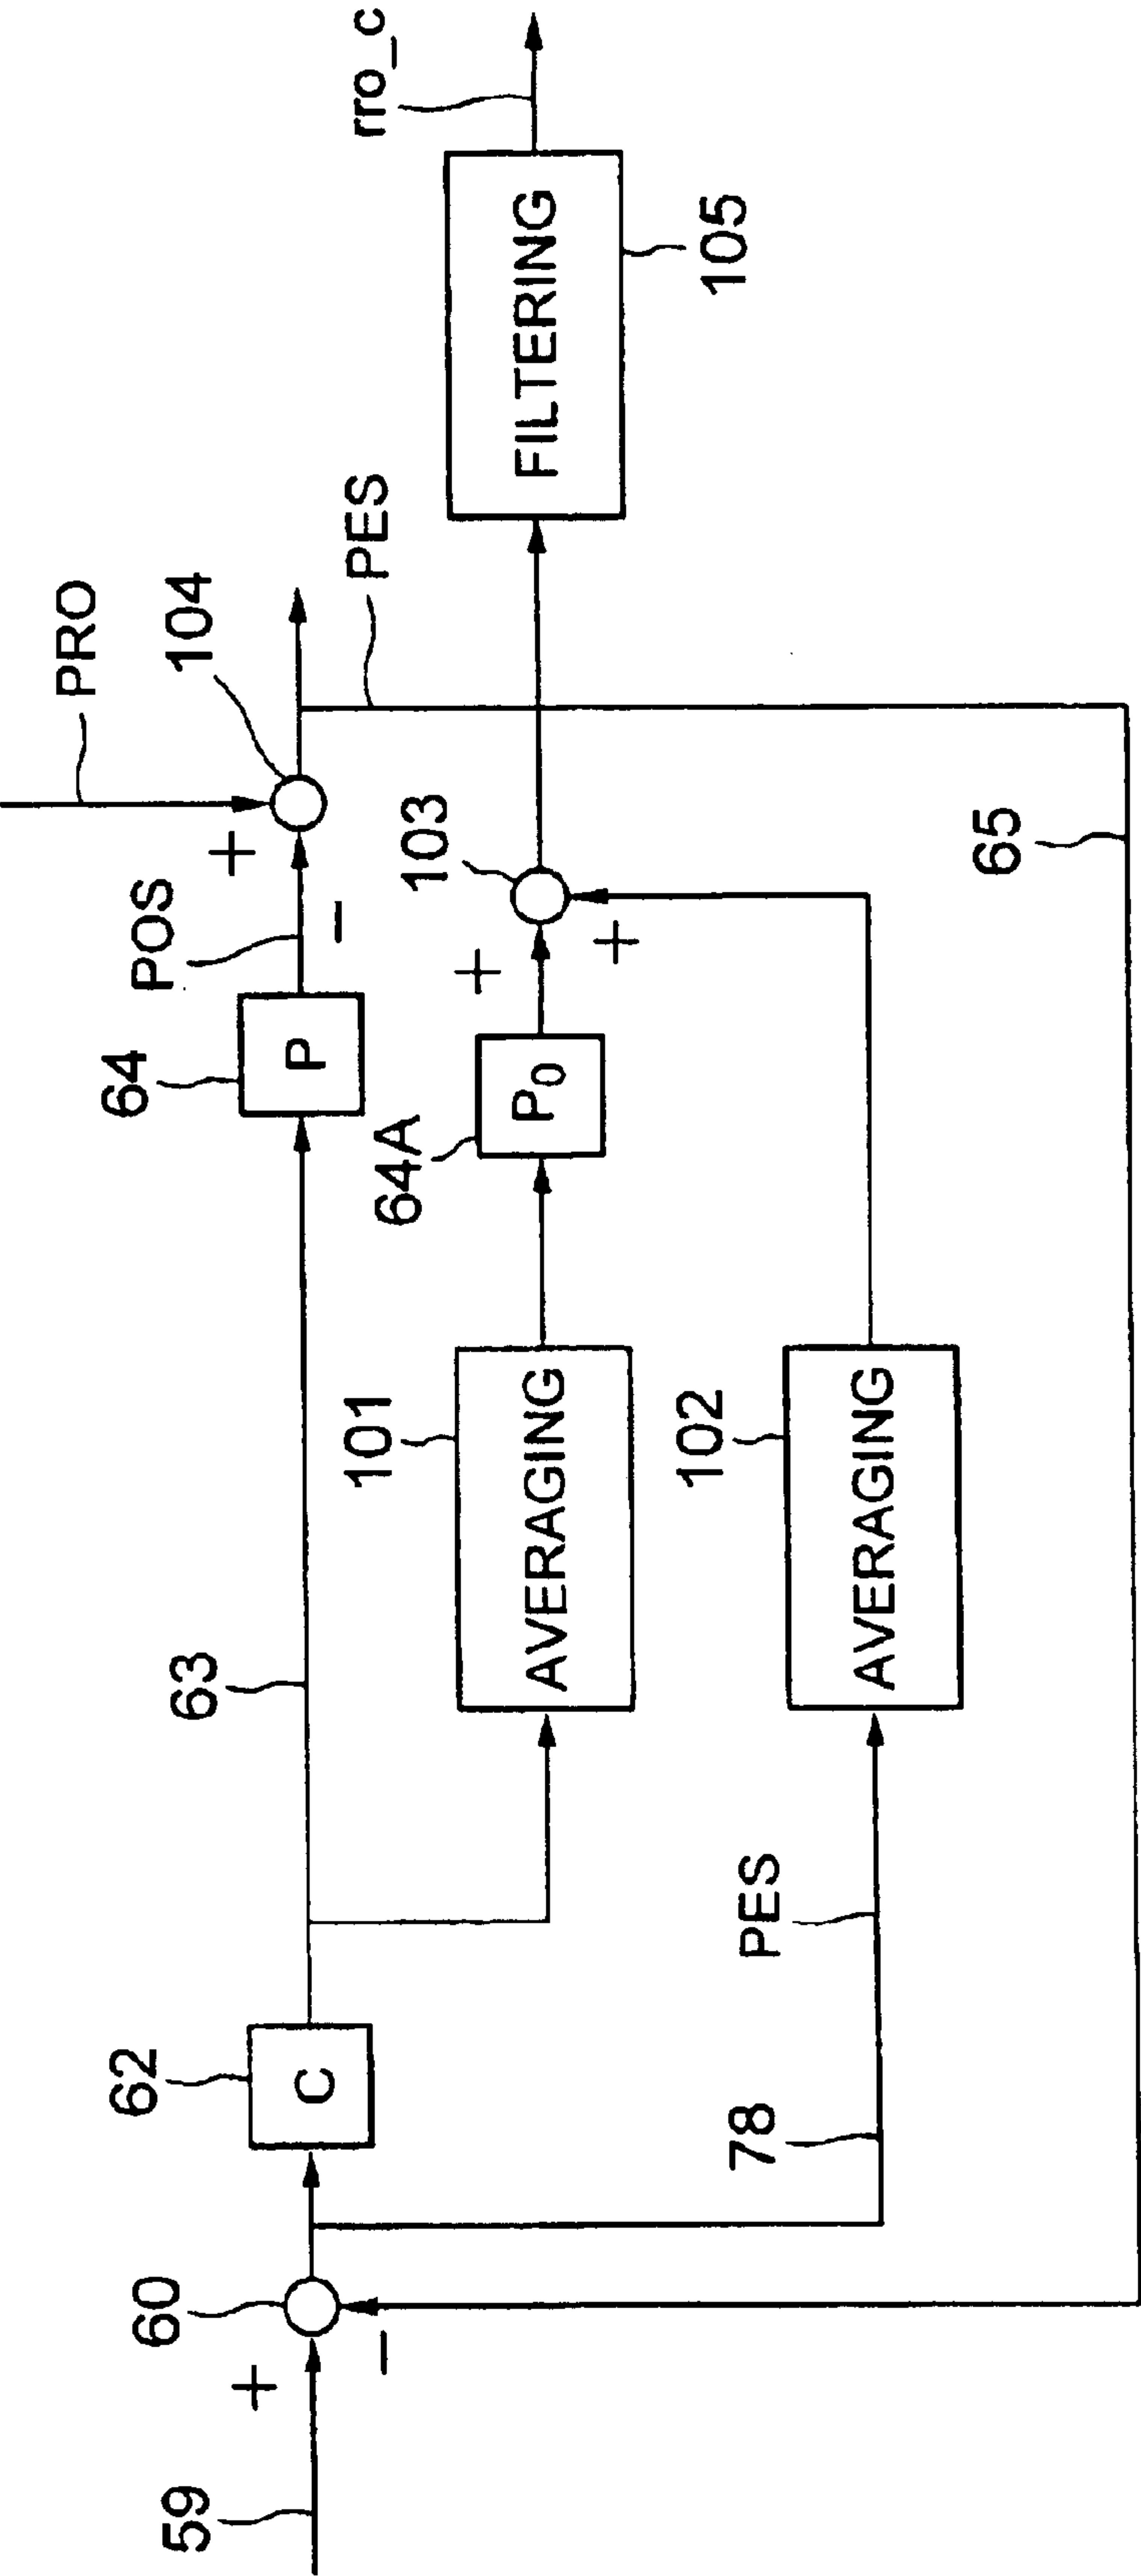 PRO
rro_c
104
POS
+
−
64
P
PES
63
62
C
60
+
−
59
FILTERING
105
103
+
+
64A
P0
101
AVERAGING
102
AVERAGING
PES
78
65